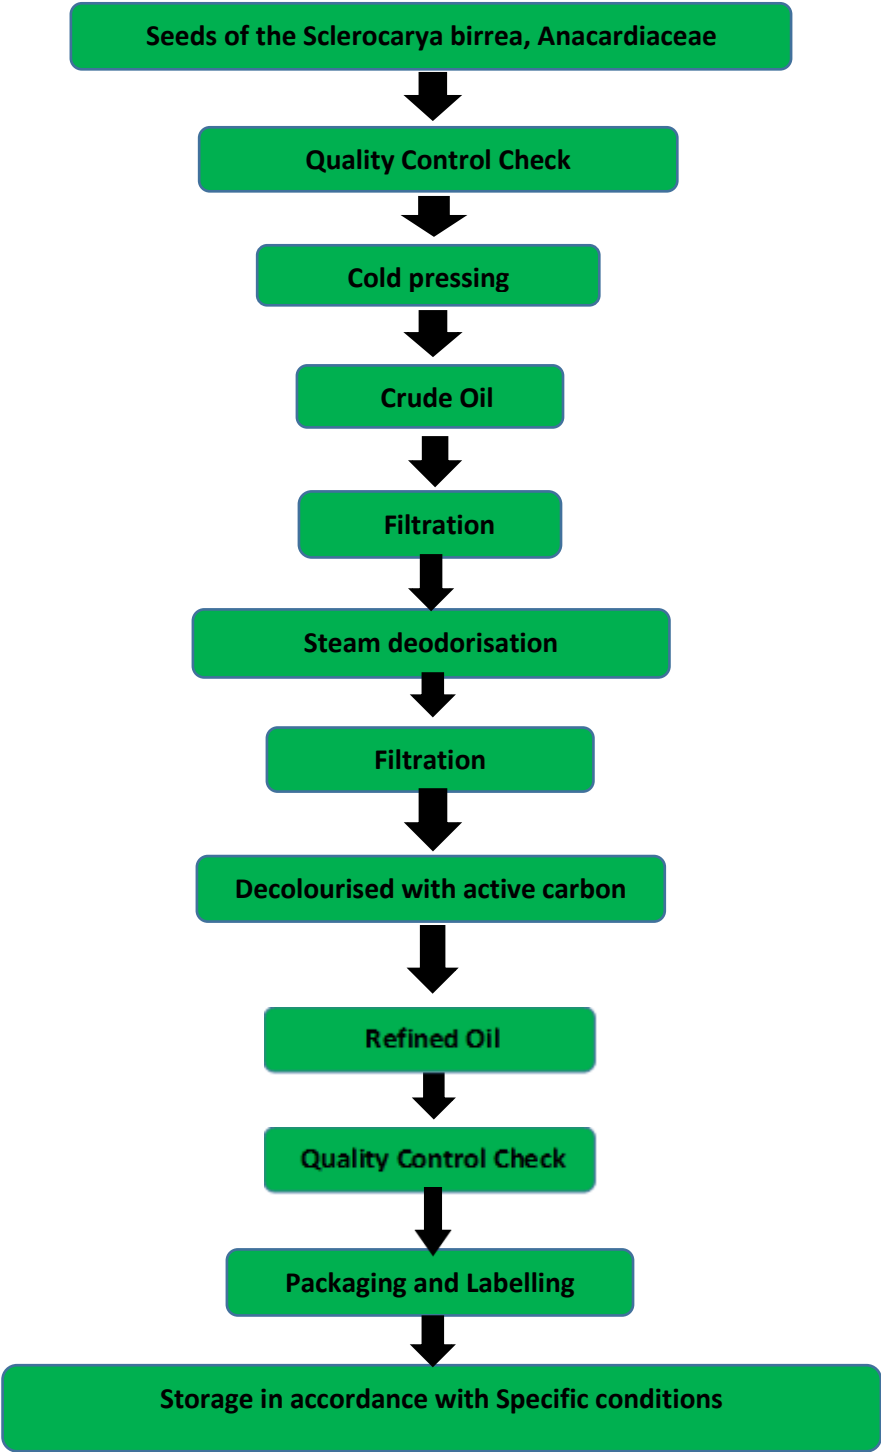 Seeds of the Sclerocarya birrea, Anacardiaceae
Quality Control Check
Cold pressing
Crude Oil
Filtration
Steam deodorisation
Filtration
Decolourised with active carbon
Refined Oil
Quality Control Check
Packaging and Labelling
Storage in accordance with Specific conditions